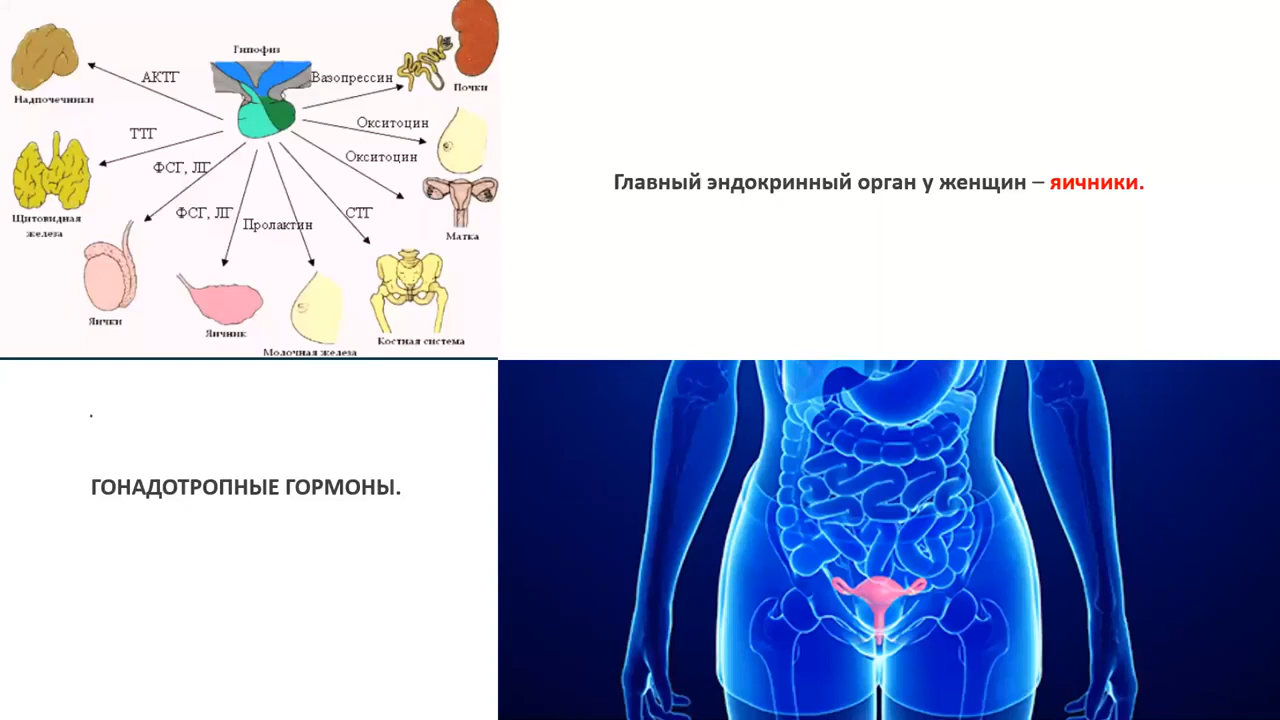 Гипофиз
АКТГ
Вазопрессин
Надпочечники
Почки
ТТГ
Окситоцин
ФСГ, ЛГ
Окситоцин
Щитовидная
железа
ФСГ, ЛГ
Пролактин
СТГ
Матка
Яички
Яичник
Молочная железа
Костная система
Главный эндокринный орган у женщин – яичники.
.
ГОНАДОТРОПНЫЕ ГОРМОНЫ.